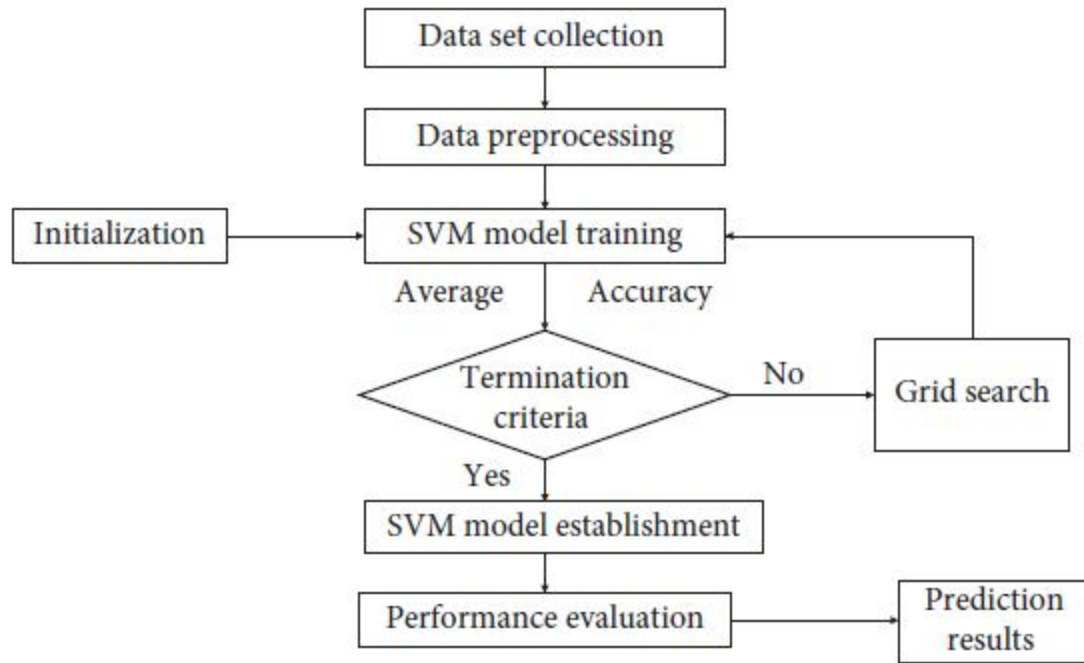 Data set collection
Data preprocessing
Initialization
SVM model training
Average
Accuracy
Termination
criteria
No
Grid search
Yes
SVM model establishment
Performance evaluation
Prediction
results